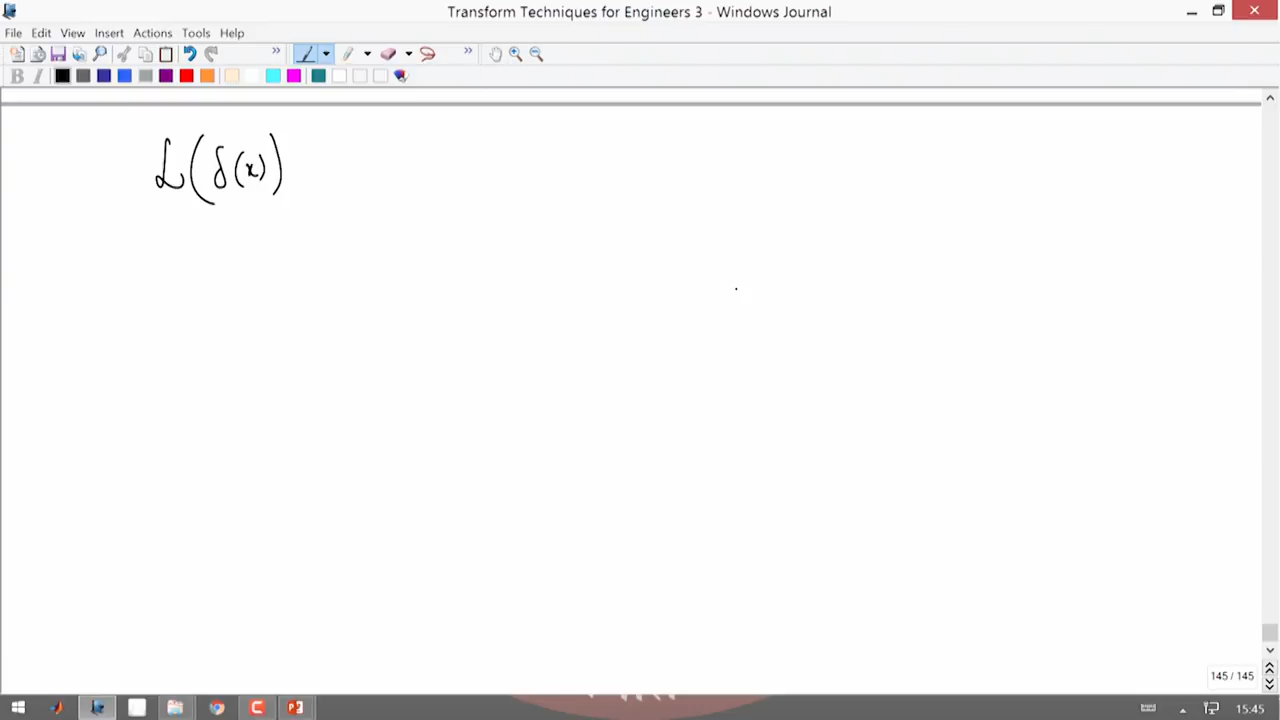 Transform Techniques for Engineers 3 - Windows Journal
File Edit View Insert Actions Tools Help
ℒ(δ(x))
145 / 145
15:45